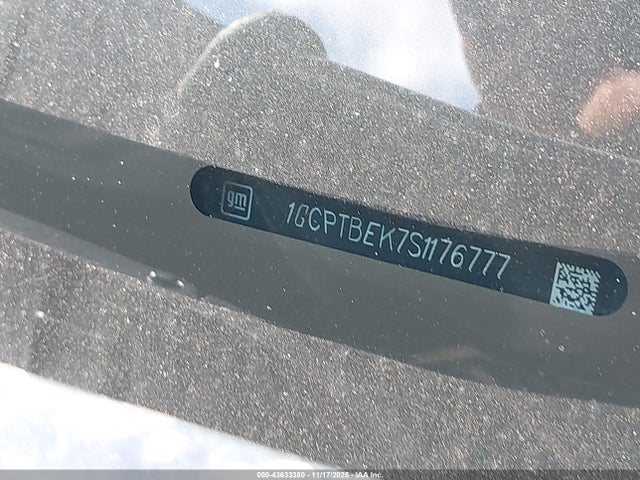 gm 1GCPTBEK7S1176777
000-43633380 - 11/17/2025 - IAA Inc.